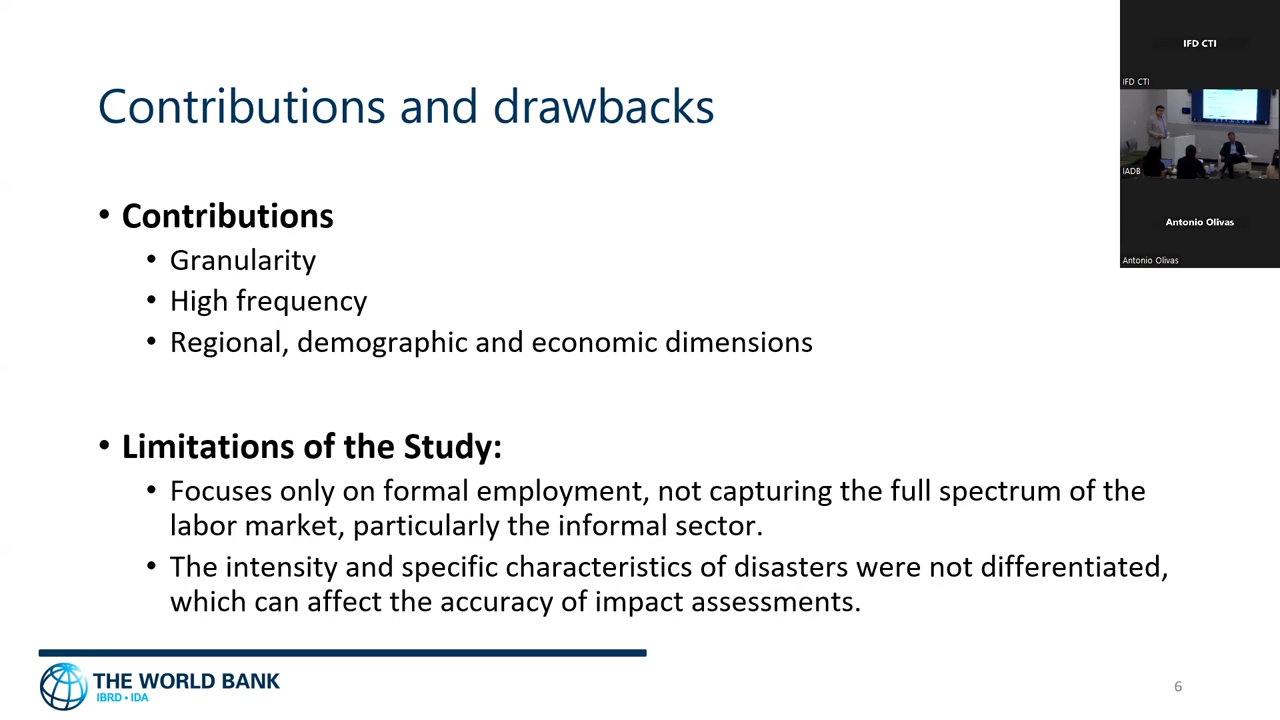 Contributions and drawbacks
• Contributions
• Granularity
• High frequency
• Regional, demographic and economic dimensions
• Limitations of the Study:
• Focuses only on formal employment, not capturing the full spectrum of the
labor market, particularly the informal sector.
• The intensity and specific characteristics of disasters were not differentiated,
which can affect the accuracy of impact assessments.
THE WORLD BANK
IBRD • IDA
6
IFD CTI
IFD CTI
IADB
Antonio Olivas
Antonio Olivas